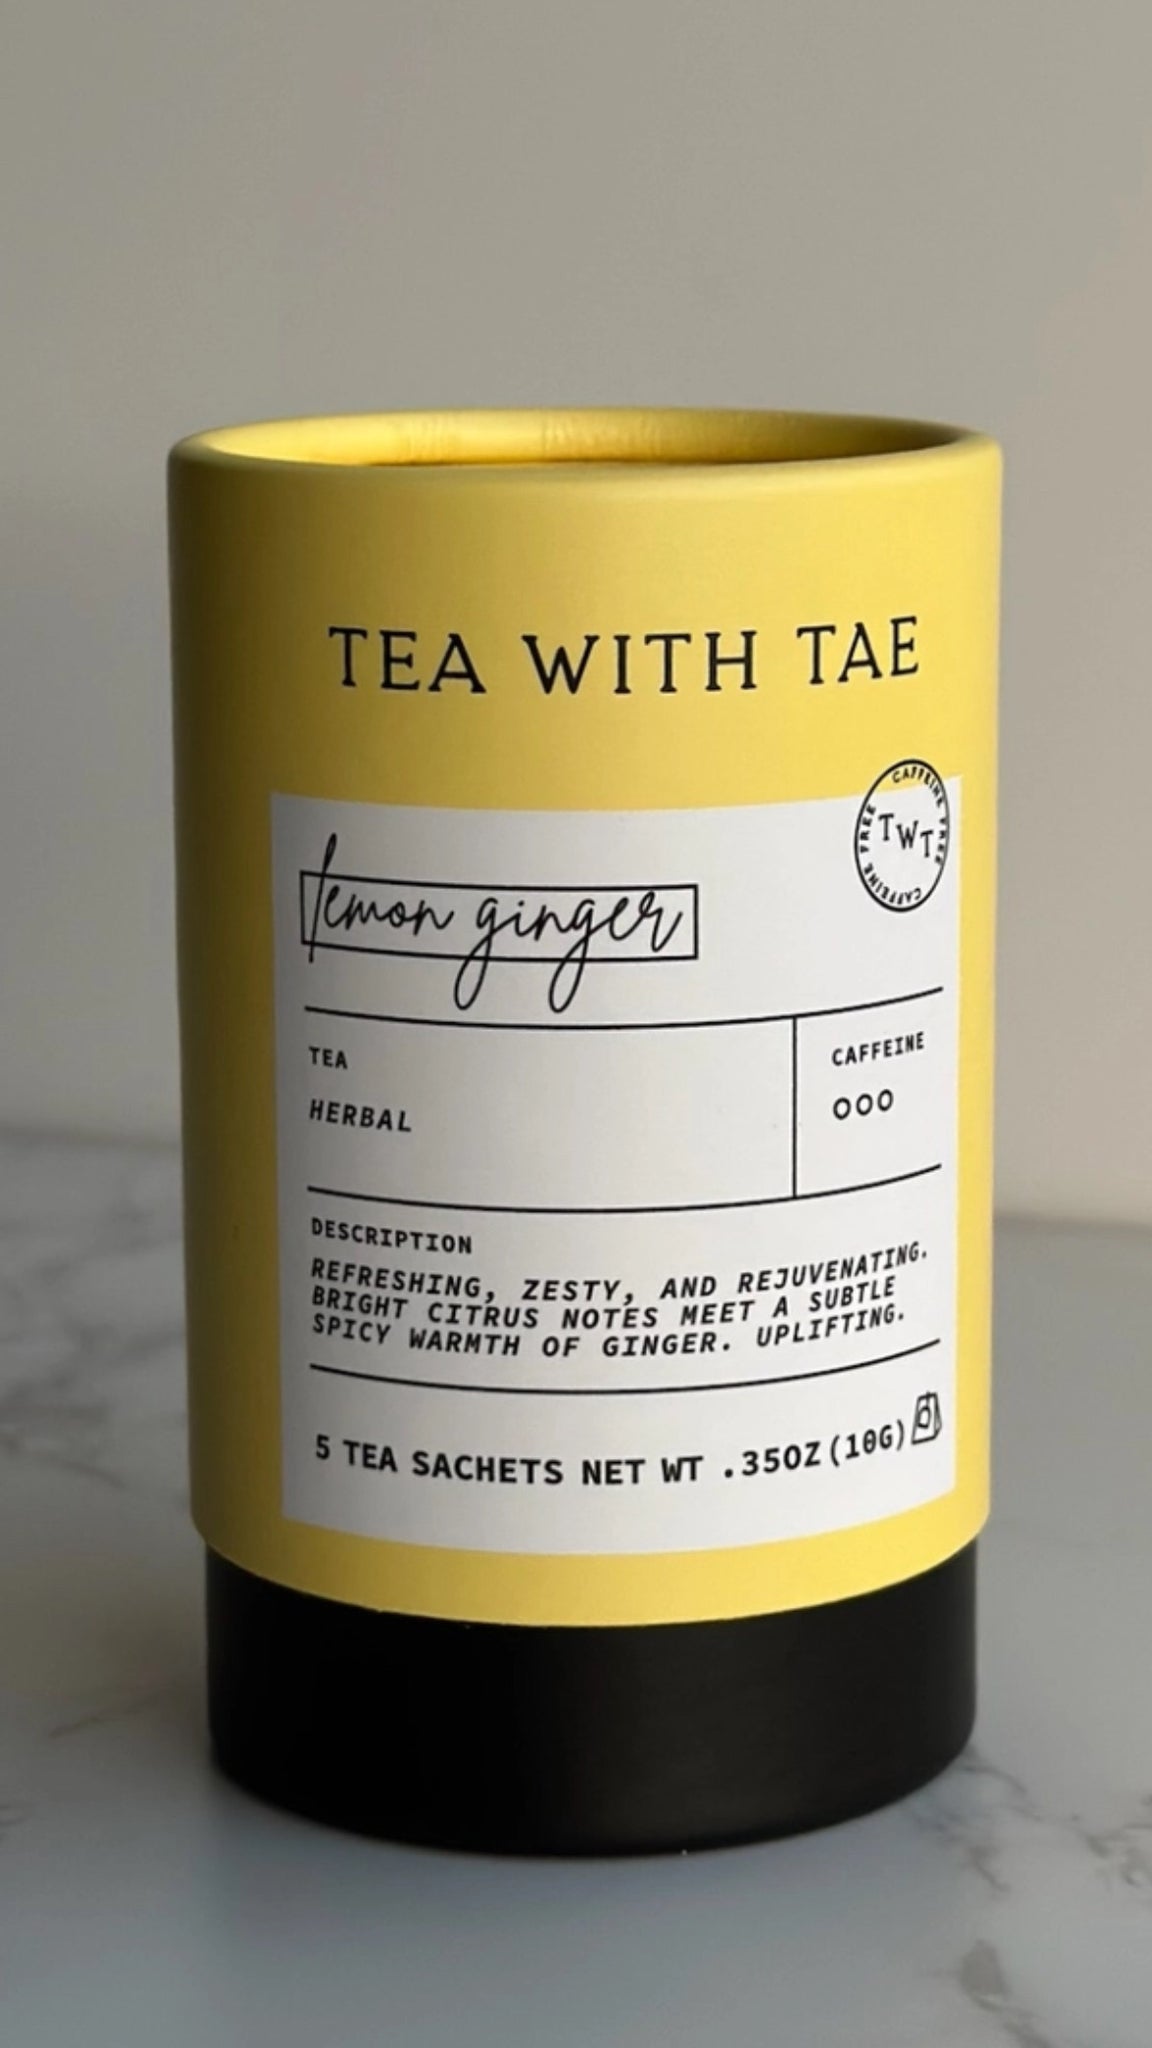 TEA WITH TAE
CAFFEINE FREE CAFFEINE FREE
TWT
lemon ginger
TEA
HERBAL
CAFFEINE
DESCRIPTION
REFRESHING, ZESTY, AND REJUVENATING.
BRIGHT CITRUS NOTES MEET A SUBTLE
SPICY WARMTH OF GINGER. UPLIFTING.
5 TEA SACHETS NET WT .35OZ(10G)